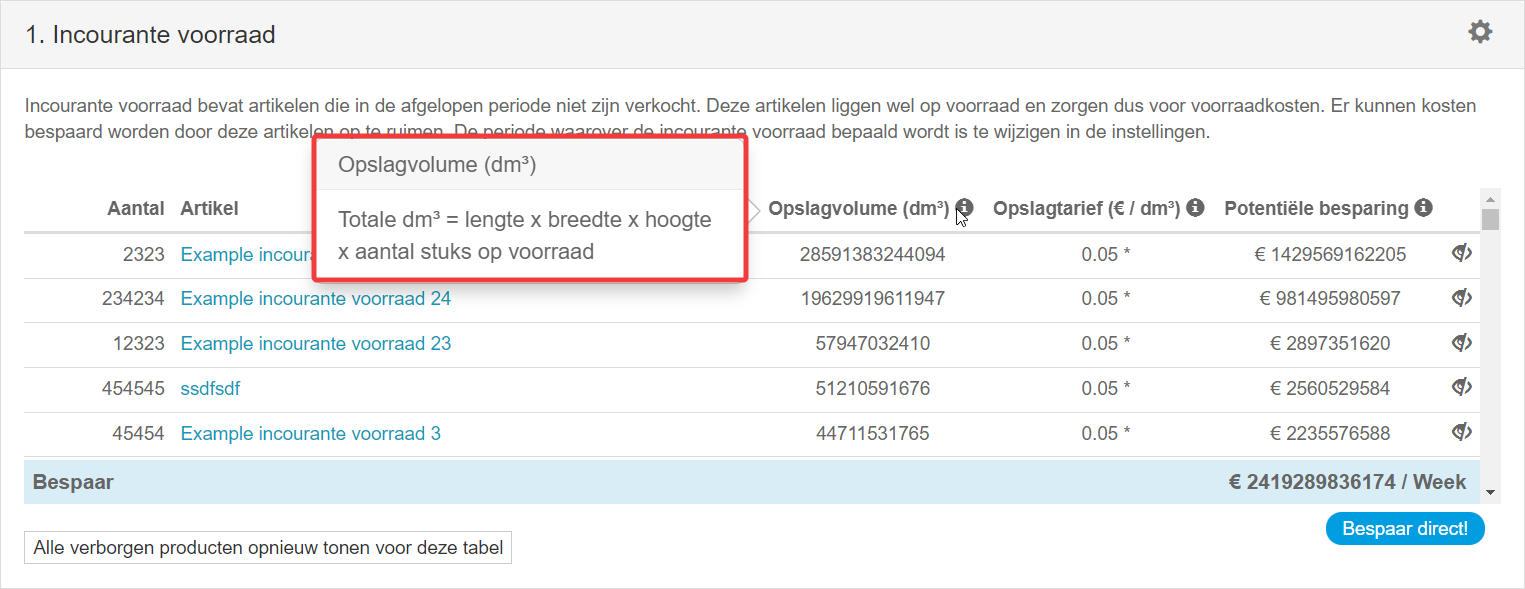 1. Incourante voorraad
Incourante voorraad bevat artikelen die in de afgelopen periode niet zijn verkocht. Deze artikelen liggen wel op voorraad en zorgen dus voor voorraadkosten. Er kunnen kosten
bespaard worden door deze artikelen op te ruimen. De periode waarover de incourante voorraad bepaald wordt is te wijzigen in de instellingen.
Opslagvolume (dm³)
Totale dm³ = lengte x breedte x hoogte
x aantal stuks op voorraad
Aantal Artikel Opslagvolume (dm³) Opslagtarief (€ / dm³) Potentiële besparing
2323 Example 28591383244094 0.05 * € 1429569162205
234234 Example incourante voorraad 24 19629919611947 0.05 * € 981495980597
12323 Example incourante voorraad 23 57947032410 0.05 * € 2897351620
454545 ssdfsdf 51210591676 0.05 * € 2560529584
45454 Example incourante voorraad 3 44711531765 0.05 * € 2235576588
Bespaar € 2419289836174 / Week
Bespaar direct!
Alle verborgen producten opnieuw tonen voor deze tabel